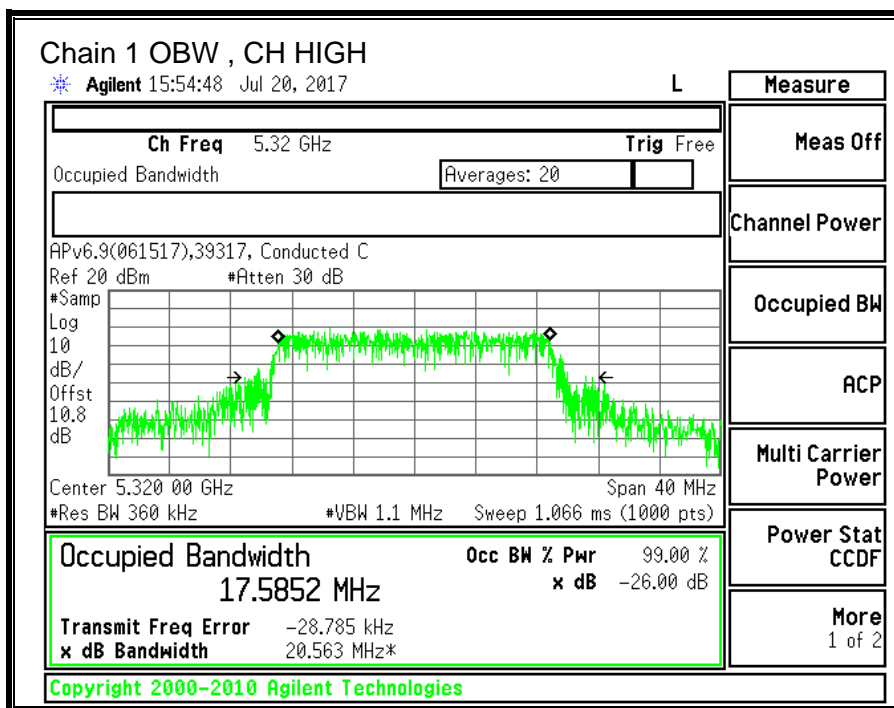 Chain 1 OBW , CH HIGH
Agilent 15:54:48 Jul 20, 2017 L
Measure
Ch Freq 5.32 GHz Trig Free
Meas Off
Occupied Bandwidth Averages: 20
Channel Power
APv6.9(061517),39317, Conducted C
Ref 20 dBm #Atten 30 dB
#Samp
Log
10
dB/
Offst
10.8
dB
Occupied BW
ACP
Multi Carrier
Power
Center 5.320 00 GHz Span 40 MHz
#Res BW 360 kHz #VBW 1.1 MHz Sweep 1.066 ms (1000 pts)
Power Stat
CCDF
Occupied Bandwidth Occ BW % Pwr 99.00 %
17.5852 MHz x dB -26.00 dB
Transmit Freq Error -28.785 kHz
x dB Bandwidth 20.563 MHz*
More
1 of 2
Copyright 2000-2010 Agilent Technologies